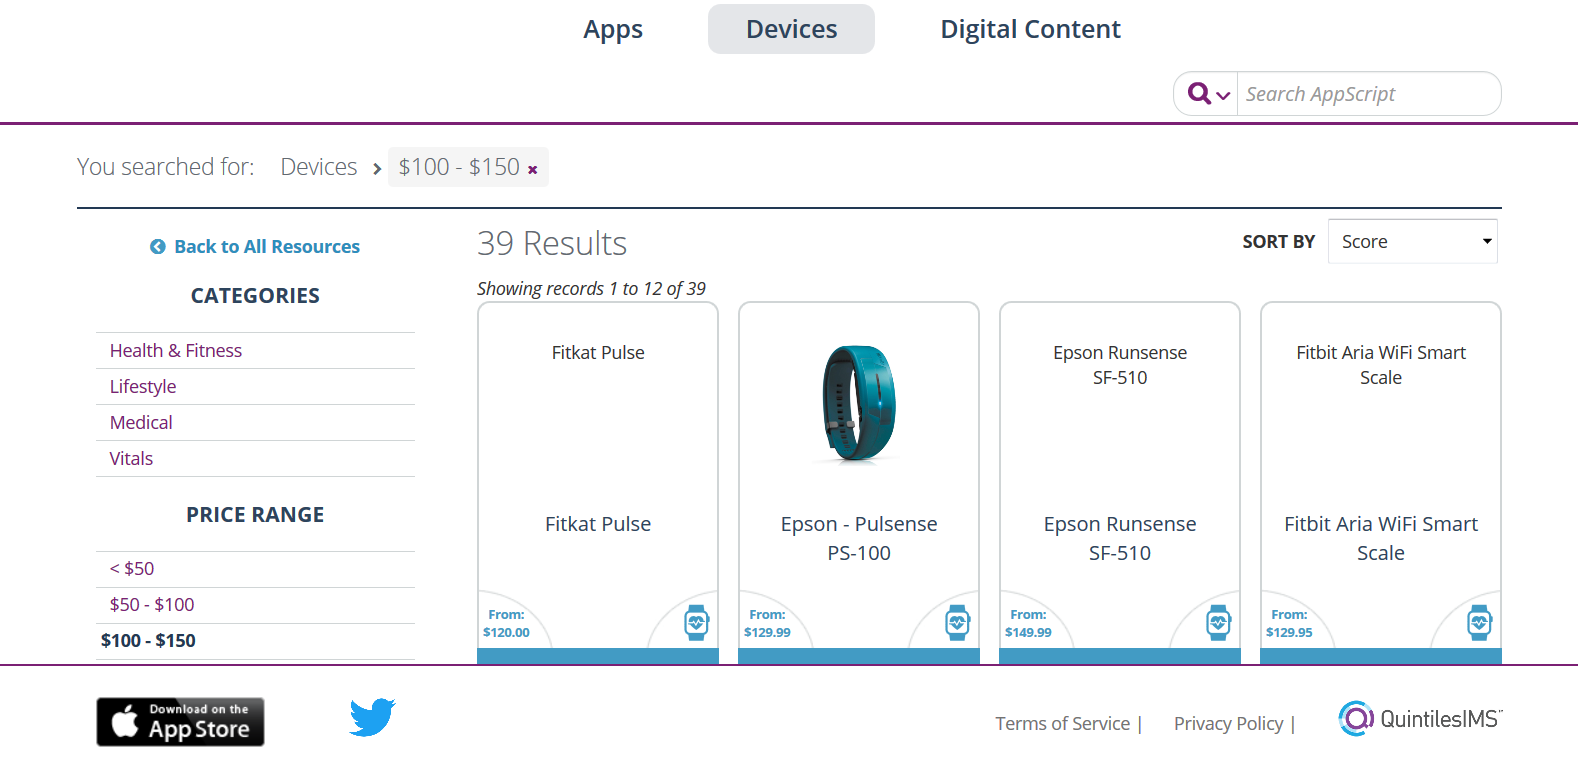 Apps
Devices
Digital Content
Search AppScript
You searched for: Devices $100 - $150 ×
Back to All Resources
CATEGORIES
Health & Fitness
Lifestyle
Medical
Vitals
PRICE RANGE
< $50
$50 - $100
$100 - $150
39 Results
SORT BY Score
Showing records 1 to 12 of 39
Fitkat Pulse
Fitkat Pulse
From:
$120.00
Epson - Pulsense
PS-100
From:
$129.99
Epson Runsense
SF-510
Epson Runsense
SF-510
From:
$149.99
Fitbit Aria WiFi Smart
Scale
Fitbit Aria WiFi Smart
Scale
From:
$129.95
Download on the
App Store
Terms of Service |
Privacy Policy |
QuintilesIMS™